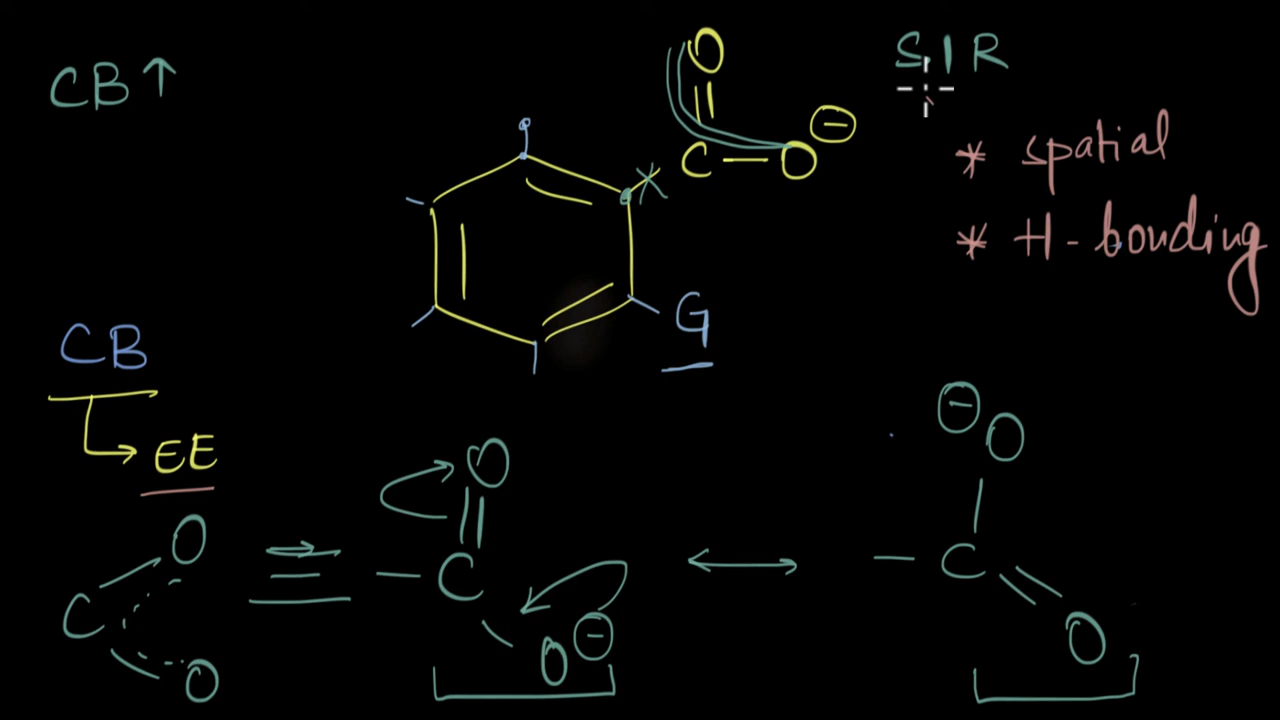 CB↑
O
SIR
C — O ⊖
* spatial
* H-bonding
G
CB
↳ EE
O
O
⊖ O
C
⇌
— C
↔
— C
O
O ⊖
O